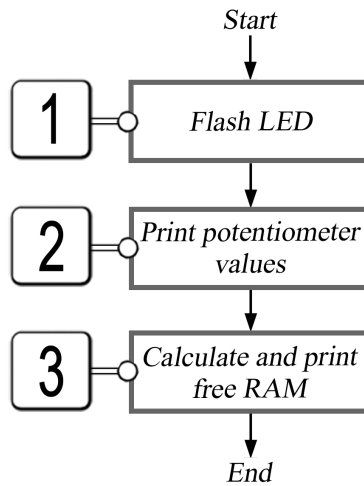 Start
1
Flash LED
2
Print potentiometer
values
3
Calculate and print
free RAM
End